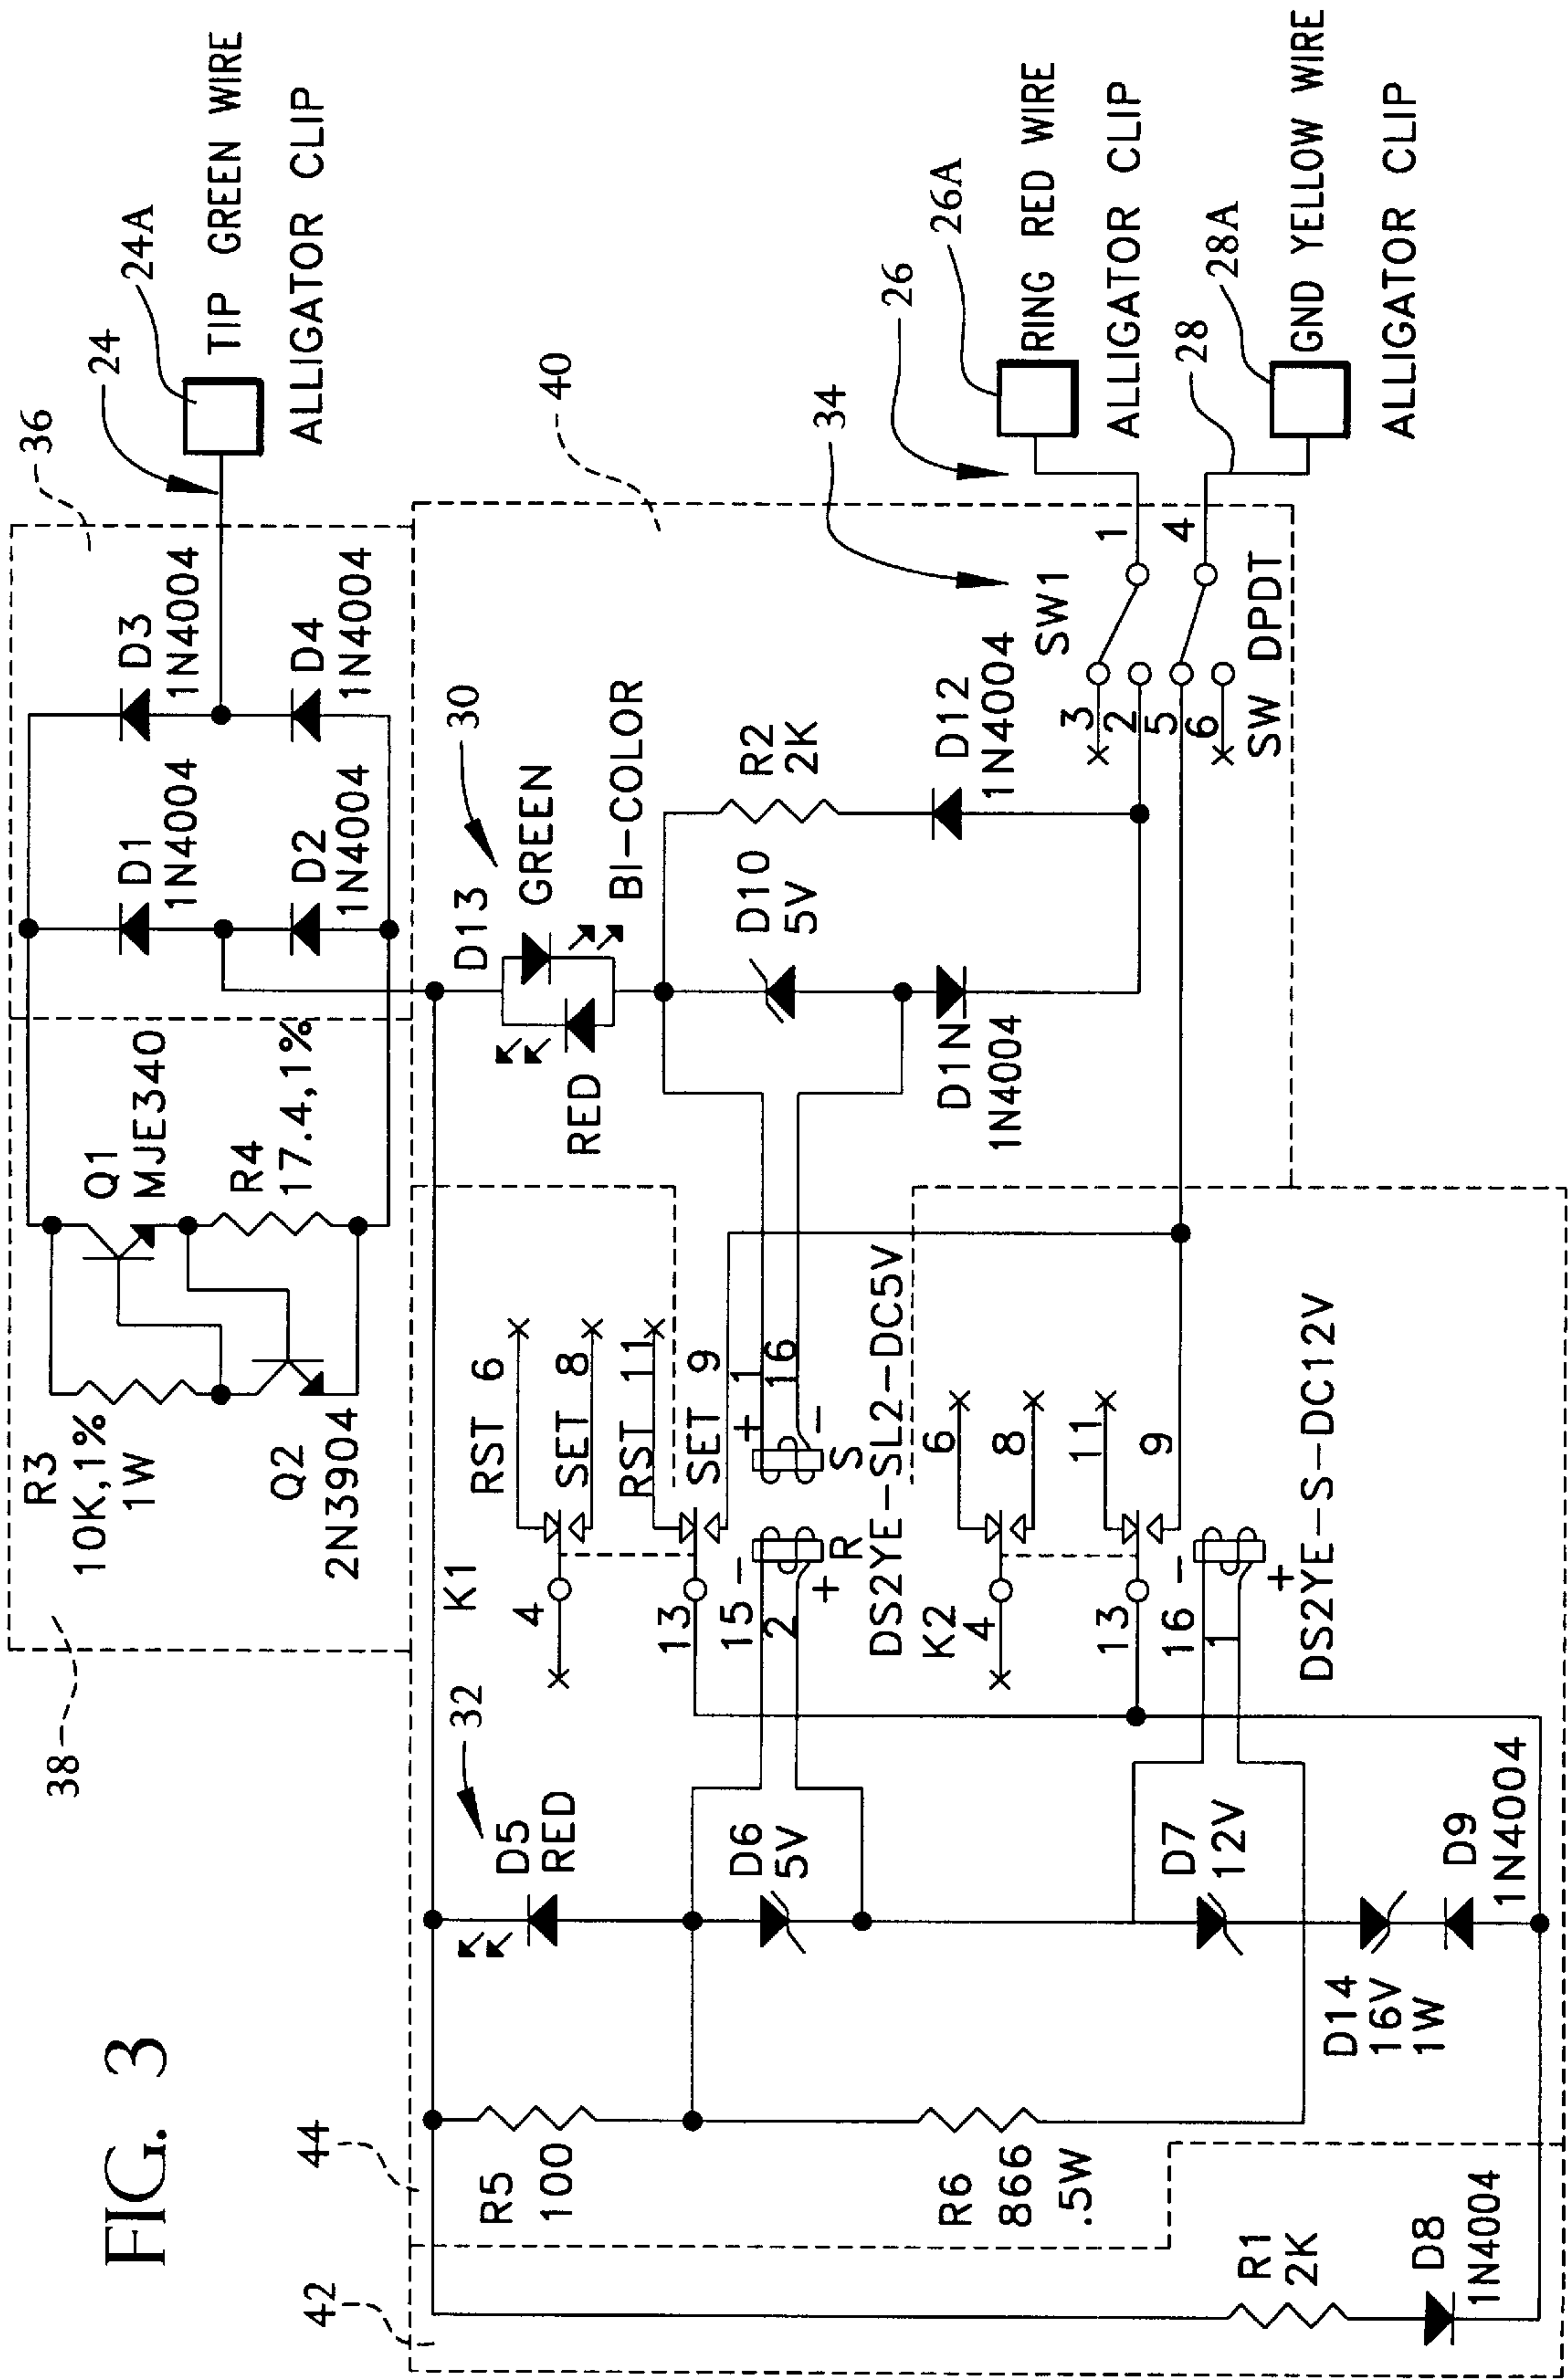 FIG. 3
38
36
24
24A
TIP GREEN WIRE
ALLIGATOR CLIP
R3
10K,1%
1W
Q1
MJE340
R4
17.4,1%
Q2
2N3904
D1
1N4004
D3
1N4004
D2
1N4004
D4
1N4004
42
44
32
D5
RED
R5
100
R6
866
.5W
R1
2K
D8
1N4004
D6
5V
D7
12V
D14
16V
1W
D9
1N4004
K1
4
RST 6
SET 8
RST 11
SET 9
13
15 -
2 +
R
+ 1
- 16
S
DS2YE-SL2-DC5V
K2
4
6
8
11
9
13
16 -
1 +
DS2YE-S-DC12V
D13
30
GREEN
RED
BI-COLOR
D10
5V
R2
2K
D1N
1N4004
D12
1N4004
40
34
SW1
3
2
5
6
1
4
SW DPDT
26
26A
RING RED WIRE
ALLIGATOR CLIP
28
28A
GND YELLOW WIRE
ALLIGATOR CLIP